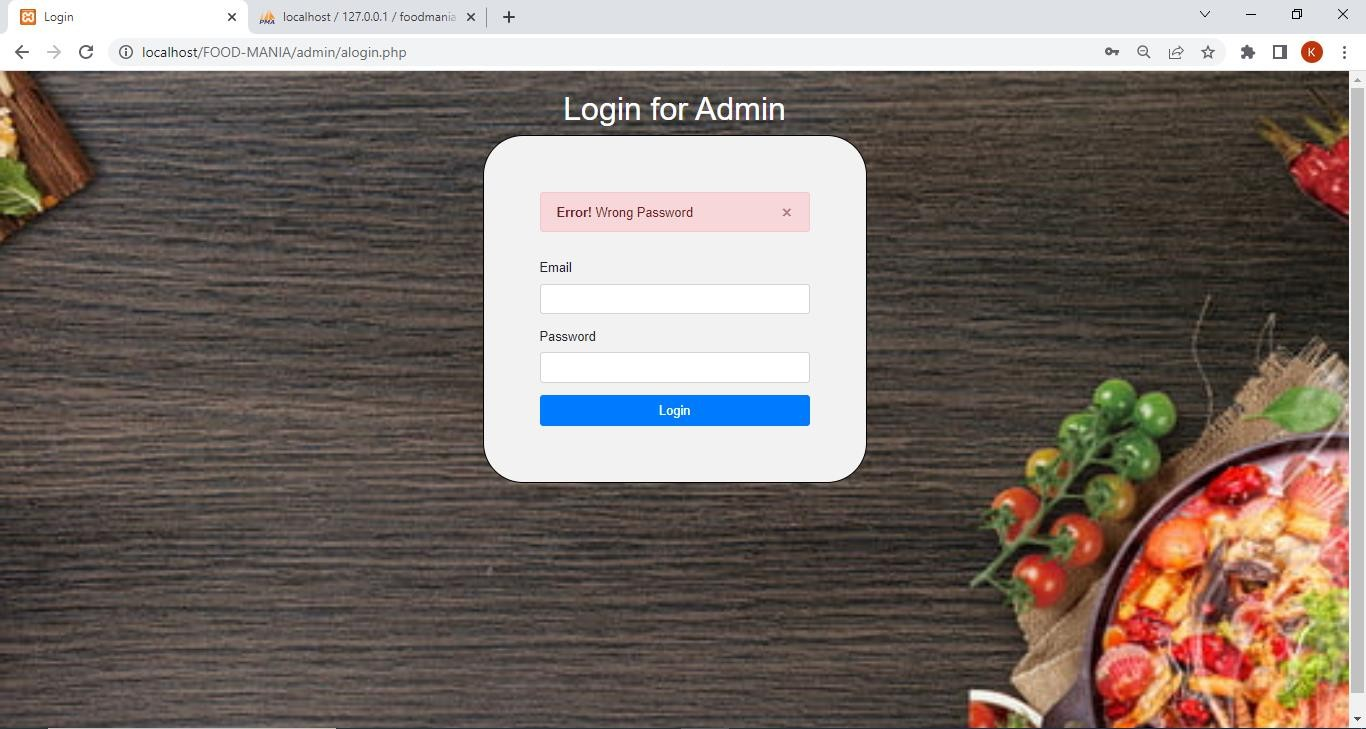 Login
PMA
localhost / 127.0.0.1 / foodmania
localhost/FOOD-MANIA/admin/alogin.php
K
Login for Admin
Error! Wrong Password ×
Email
Password
Login